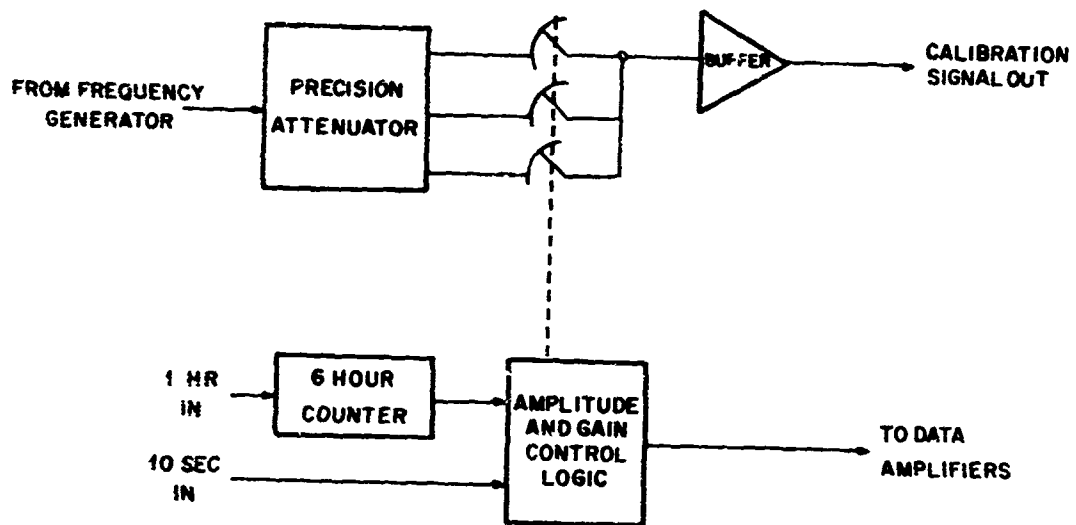 FROM FREQUENCY
GENERATOR
PRECISION
ATTENUATOR
BUFFER
CALIBRATION
SIGNAL OUT
1 HR
IN
6 HOUR
COUNTER
10 SEC
IN
AMPLITUDE
AND GAIN
CONTROL
LOGIC
TO DATA
AMPLIFIERS